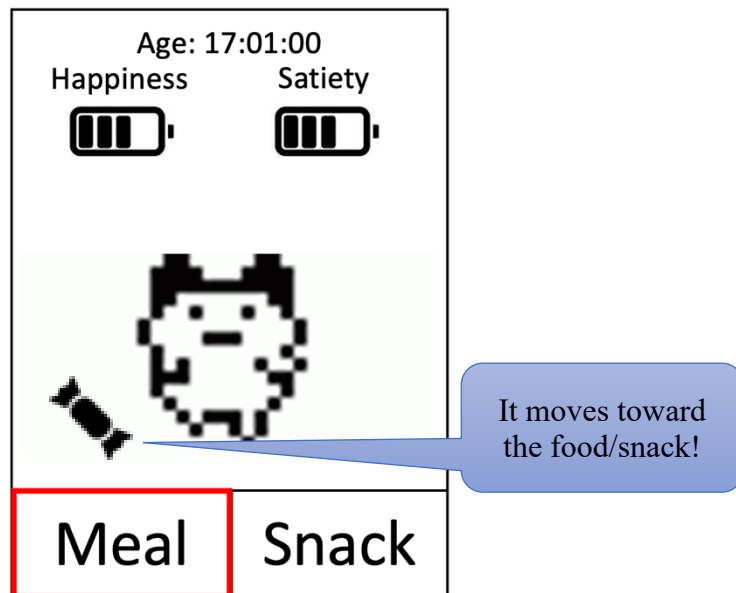 Age: 17:01:00
Happiness Satiety
It moves toward
the food/snack!
Meal Snack